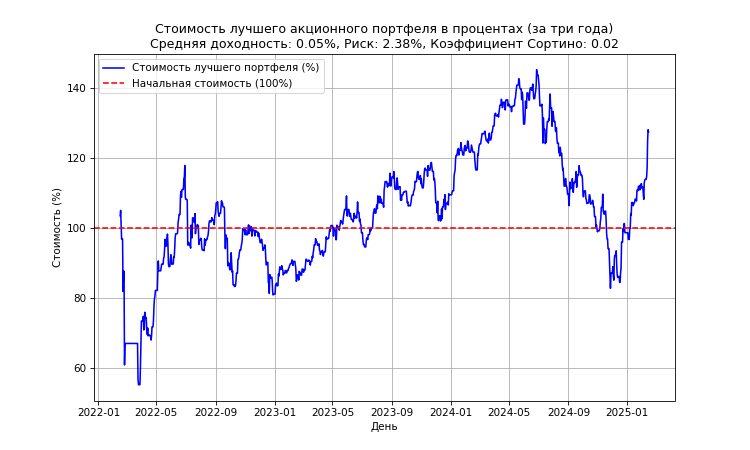 Стоимость лучшего акционного портфеля в процентах (за три года)
Средняя доходность: 0.05%, Риск: 2.38%, Коэффициент Сортино: 0.02
Стоимость лучшего портфеля (%)
Начальная стоимость (100%)
Стоимость (%)
140
120
100
80
60
2022-01 2022-05 2022-09 2023-01 2023-05 2023-09 2024-01 2024-05 2024-09 2025-01
День